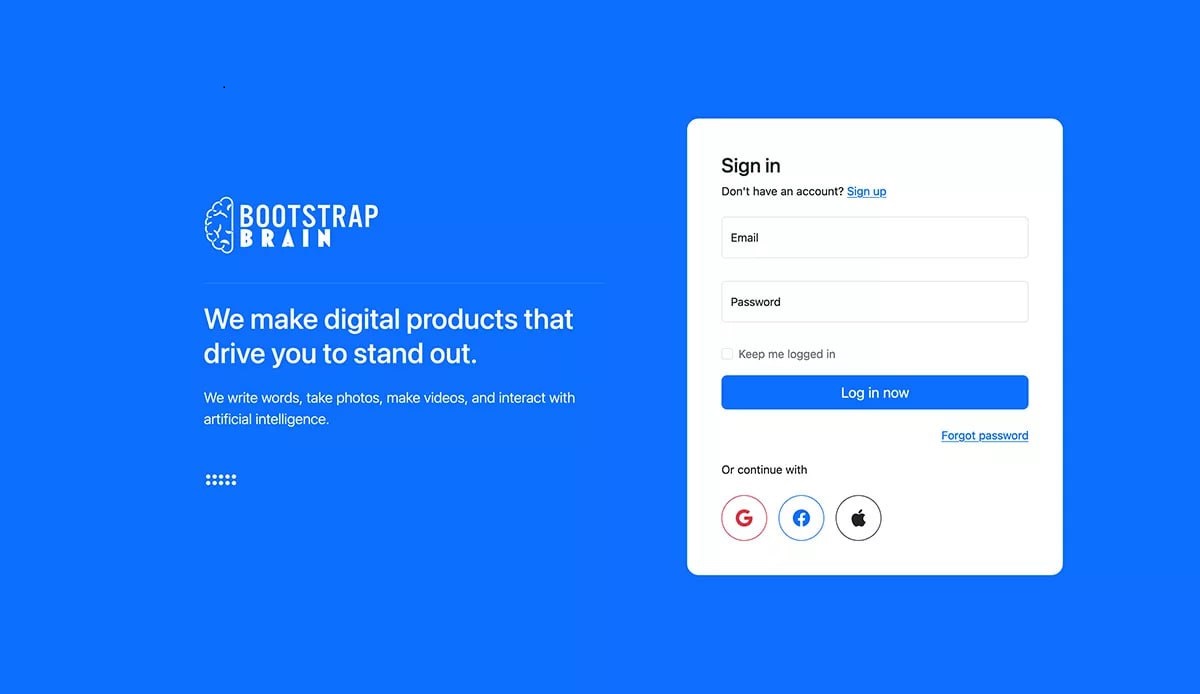 BOOTSTRAP
BRAIN
We make digital products that
drive you to stand out.
We write words, take photos, make videos, and interact with
artificial intelligence.
Sign in
Don't have an account? Sign up
Email
Password
Keep me logged in
Log in now
Forgot password
Or continue with
G